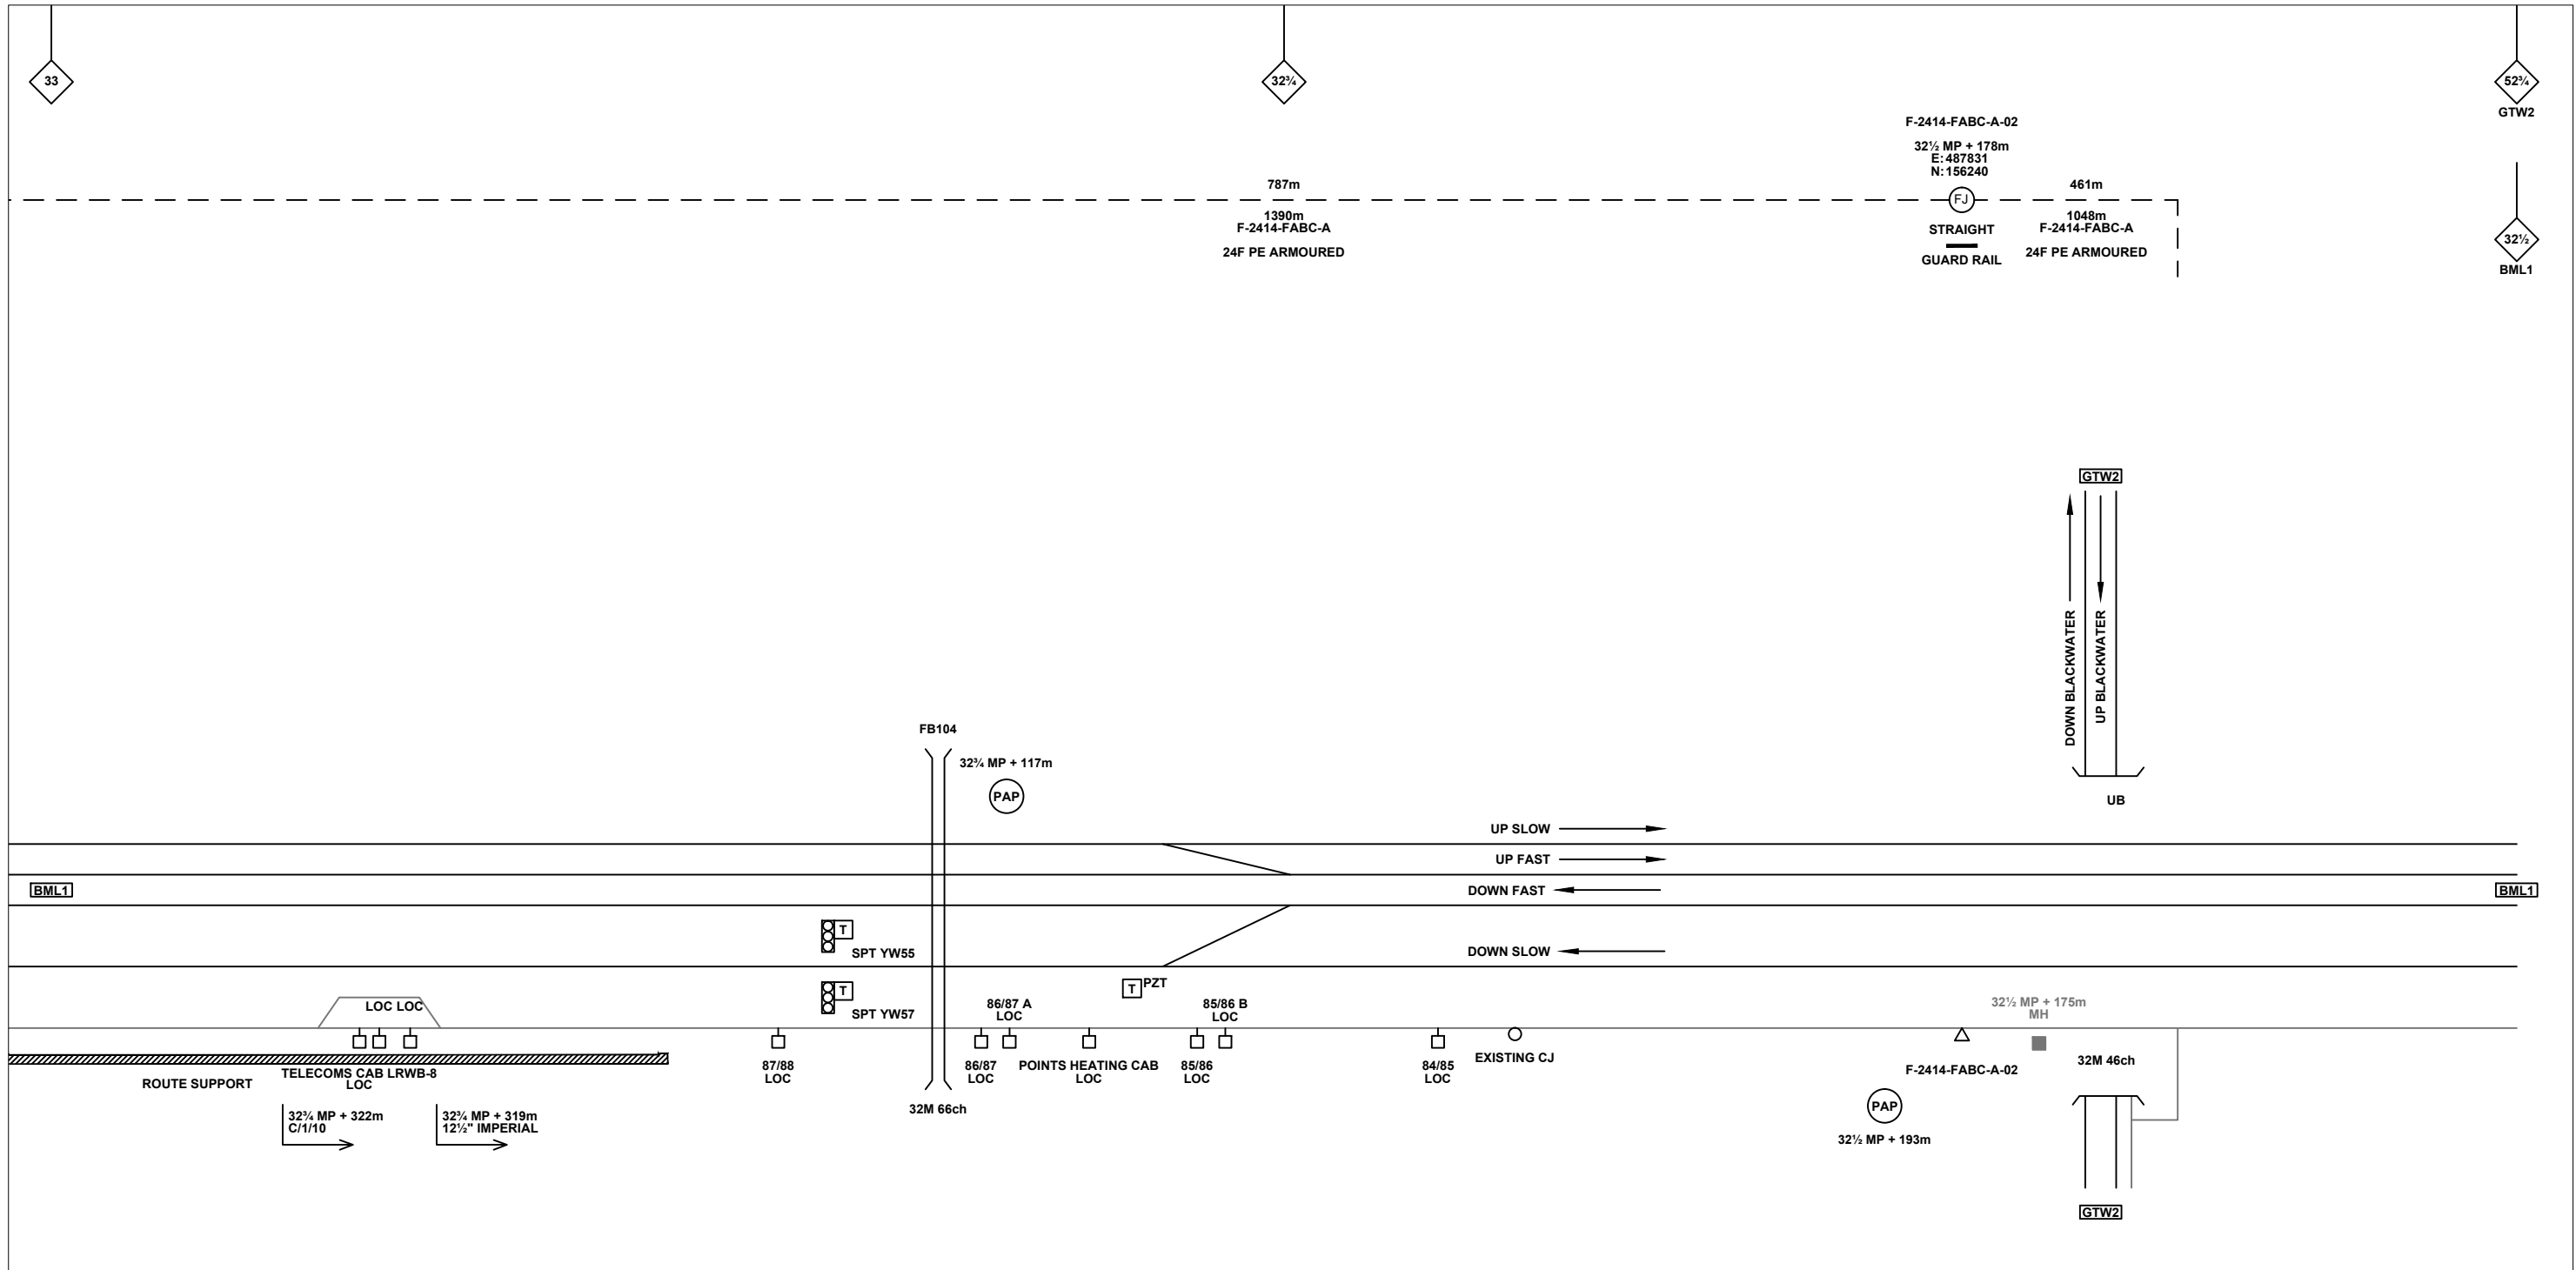 33
32¾
52¾
GTW2
F-2414-FABC-A-02
32½ MP + 178m
E: 487831
N: 156240
787m
1390m
F-2414-FABC-A
24F PE ARMOURED
FJ
STRAIGHT
GUARD RAIL
461m
1048m
F-2414-FABC-A
24F PE ARMOURED
32½
BML1
GTW2
DOWN BLACKWATER
UP BLACKWATER
UB
FB104
32¾ MP + 117m
PAP
UP SLOW
UP FAST
BML1
DOWN FAST
BML1
T
SPT YW55
DOWN SLOW
T
SPT YW57
T
PZT
LOC LOC
86/87 A
LOC
85/86 B
LOC
32½ MP + 175m
MH
ROUTE SUPPORT
TELECOMS CAB LRWB-8
LOC
87/88
LOC
86/87
LOC
POINTS HEATING CAB
LOC
85/86
LOC
84/85
LOC
EXISTING CJ
F-2414-FABC-A-02
32M 46ch
32¾ MP + 322m
C/1/10
32¾ MP + 319m
12½" IMPERIAL
32M 66ch
PAP
32½ MP + 193m
GTW2